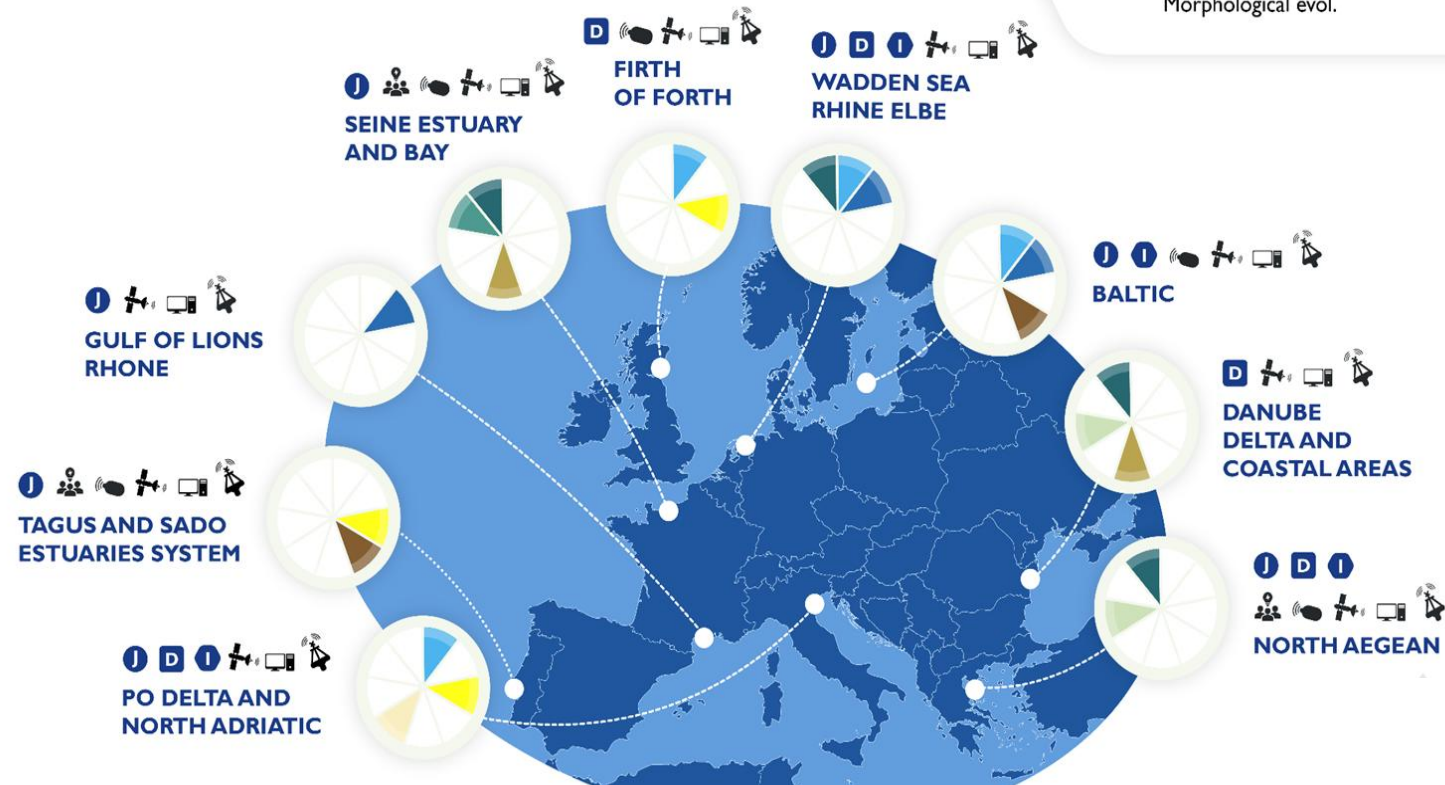 Morphological evol.
D
FIRTH
OF FORTH
J D I
WADDEN SEA
RHINE ELBE
J
SEINE ESTUARY
AND BAY
J I
BALTIC
J
GULF OF LIONS
RHONE
D
DANUBE
DELTA AND
COASTAL AREAS
J
TAGUS AND SADO
ESTUARIES SYSTEM
J D I
NORTH AEGEAN
J D I
PO DELTA AND
NORTH ADRIATIC